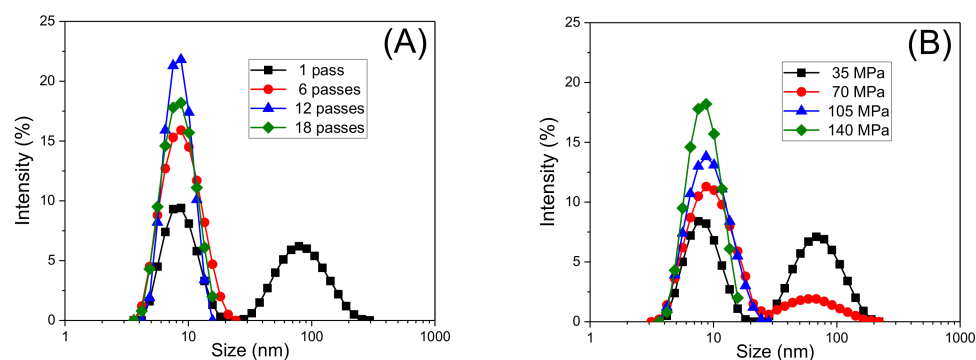 (A)
25
20
15
10
5
0
Intensity (%)
1 pass
6 passes
12 passes
18 passes
1
10
100
1000
Size (nm)
(B)
25
20
15
10
5
0
Intensity (%)
35 MPa
70 MPa
105 MPa
140 MPa
1
10
100
1000
Size (nm)